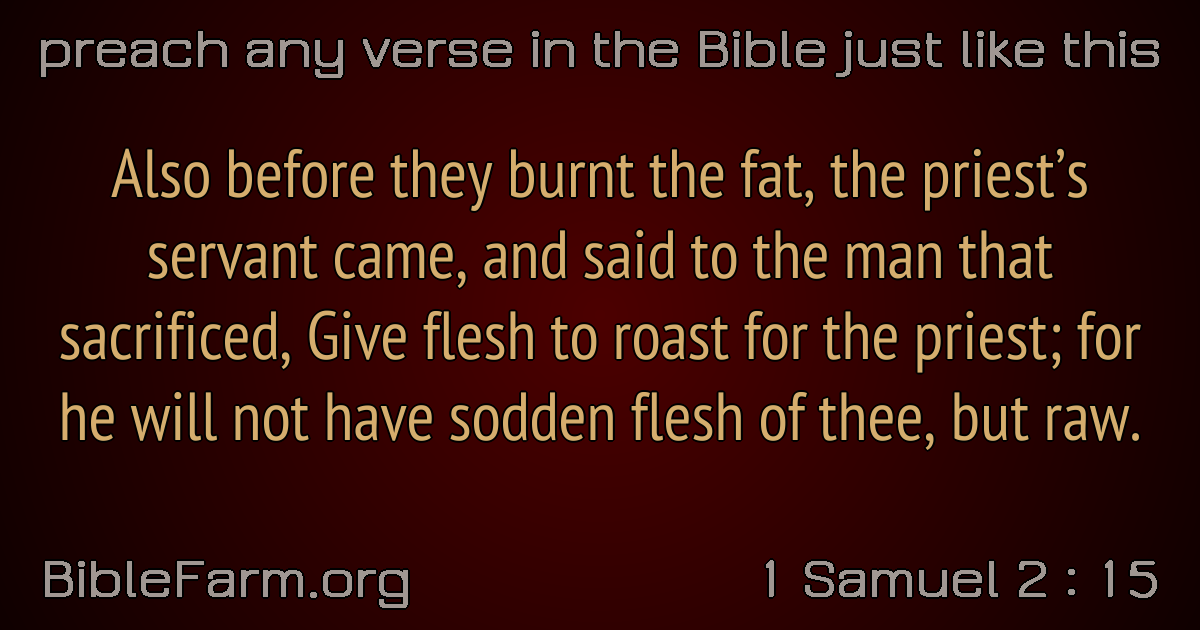 preach any verse in the Bible just like this
Also before they burnt the fat, the priest’s
servant came, and said to the man that
sacrificed, Give flesh to roast for the priest; for
he will not have sodden flesh of thee, but raw.
BibleFarm.org
1 Samuel 2 : 15